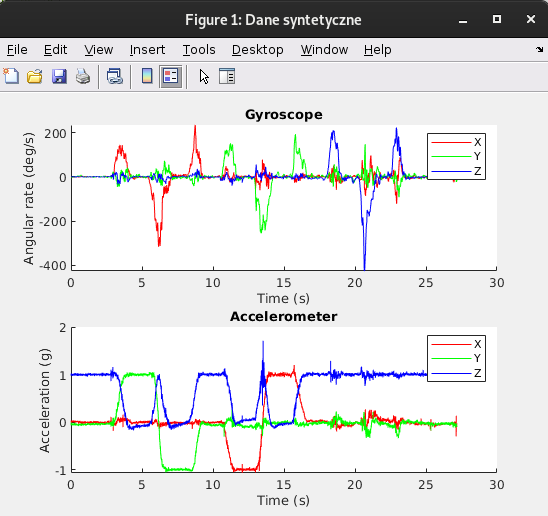 Figure 1: Dane syntetyczne
File Edit View Insert Tools Desktop Window Help
Gyroscope
Angular rate (deg/s)
200
0
-200
-400
X
Y
Z
0 5 10 15 20 25 30
Time (s)
Accelerometer
Acceleration (g)
2
1
0
-1
X
Y
Z
0 5 10 15 20 25 30
Time (s)